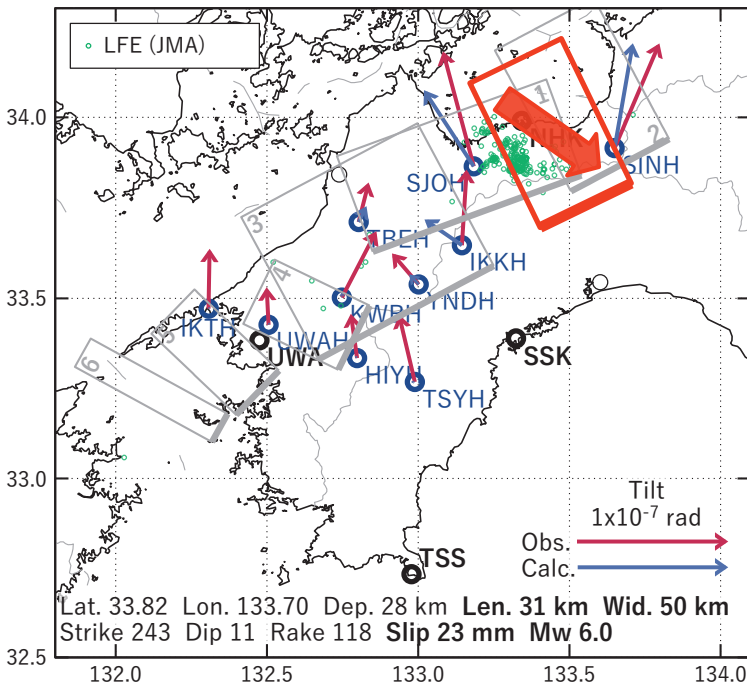 LFE (JMA)
34.0
33.5
33.0
32.5
1
2
NHK
SINH
SJOH
3
TBEH
IKKH
4
YNDH
KWBH
IKTH
5
UWAH
UWA
SSK
6
HIYH
TSYH
Tilt
1x10⁻⁷ rad
Obs.
Calc.
TSS
Lat. 33.82 Lon. 133.70 Dep. 28 km Len. 31 km Wid. 50 km
Strike 243 Dip 11 Rake 118 Slip 23 mm Mw 6.0
132.0 132.5 133.0 133.5 134.0